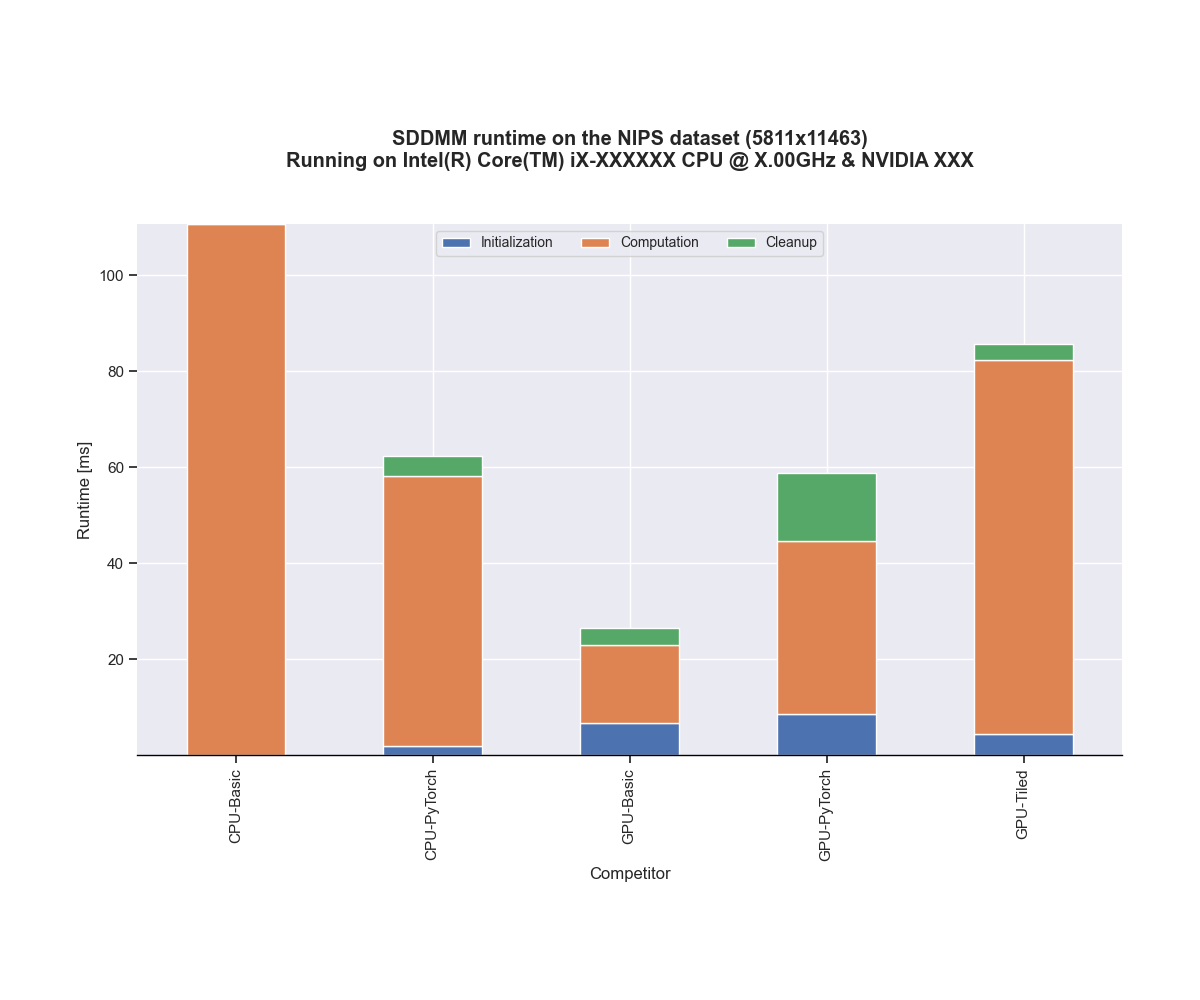 SDDMM runtime on the NIPS dataset (5811x11463)
Running on Intel(R) Core(TM) iX-XXXXXX CPU @ X.00GHz & NVIDIA XXX
Initialization Computation Cleanup
100
80
60
40
20
Runtime [ms]
CPU-Basic
CPU-PyTorch
GPU-Basic
GPU-PyTorch
GPU-Tiled
Competitor